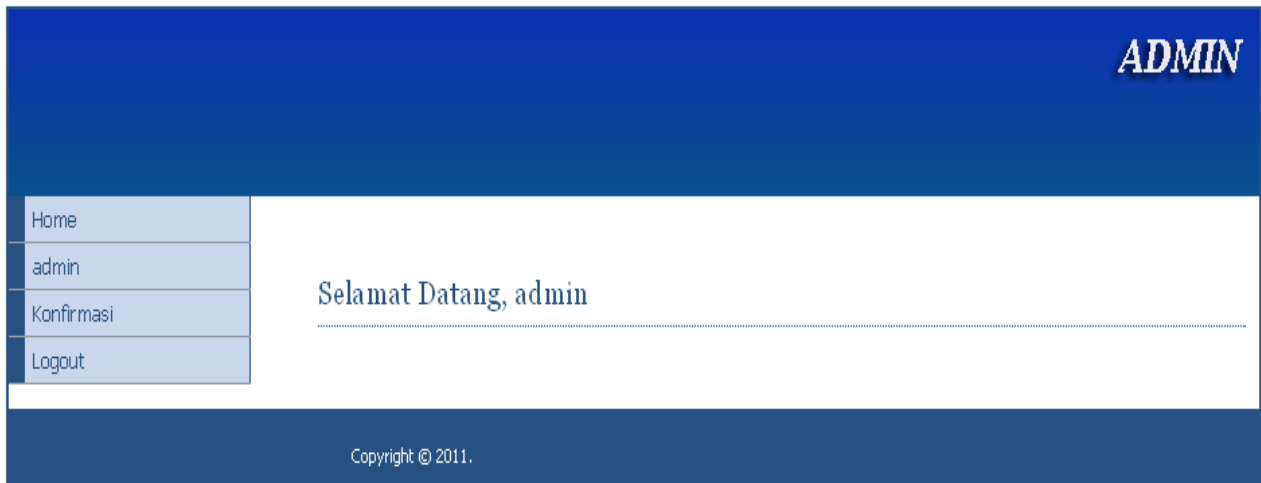 ADMIN
Home
admin
Konfirmasi
Logout
Selamat Datang, admin
Copyright © 2011.